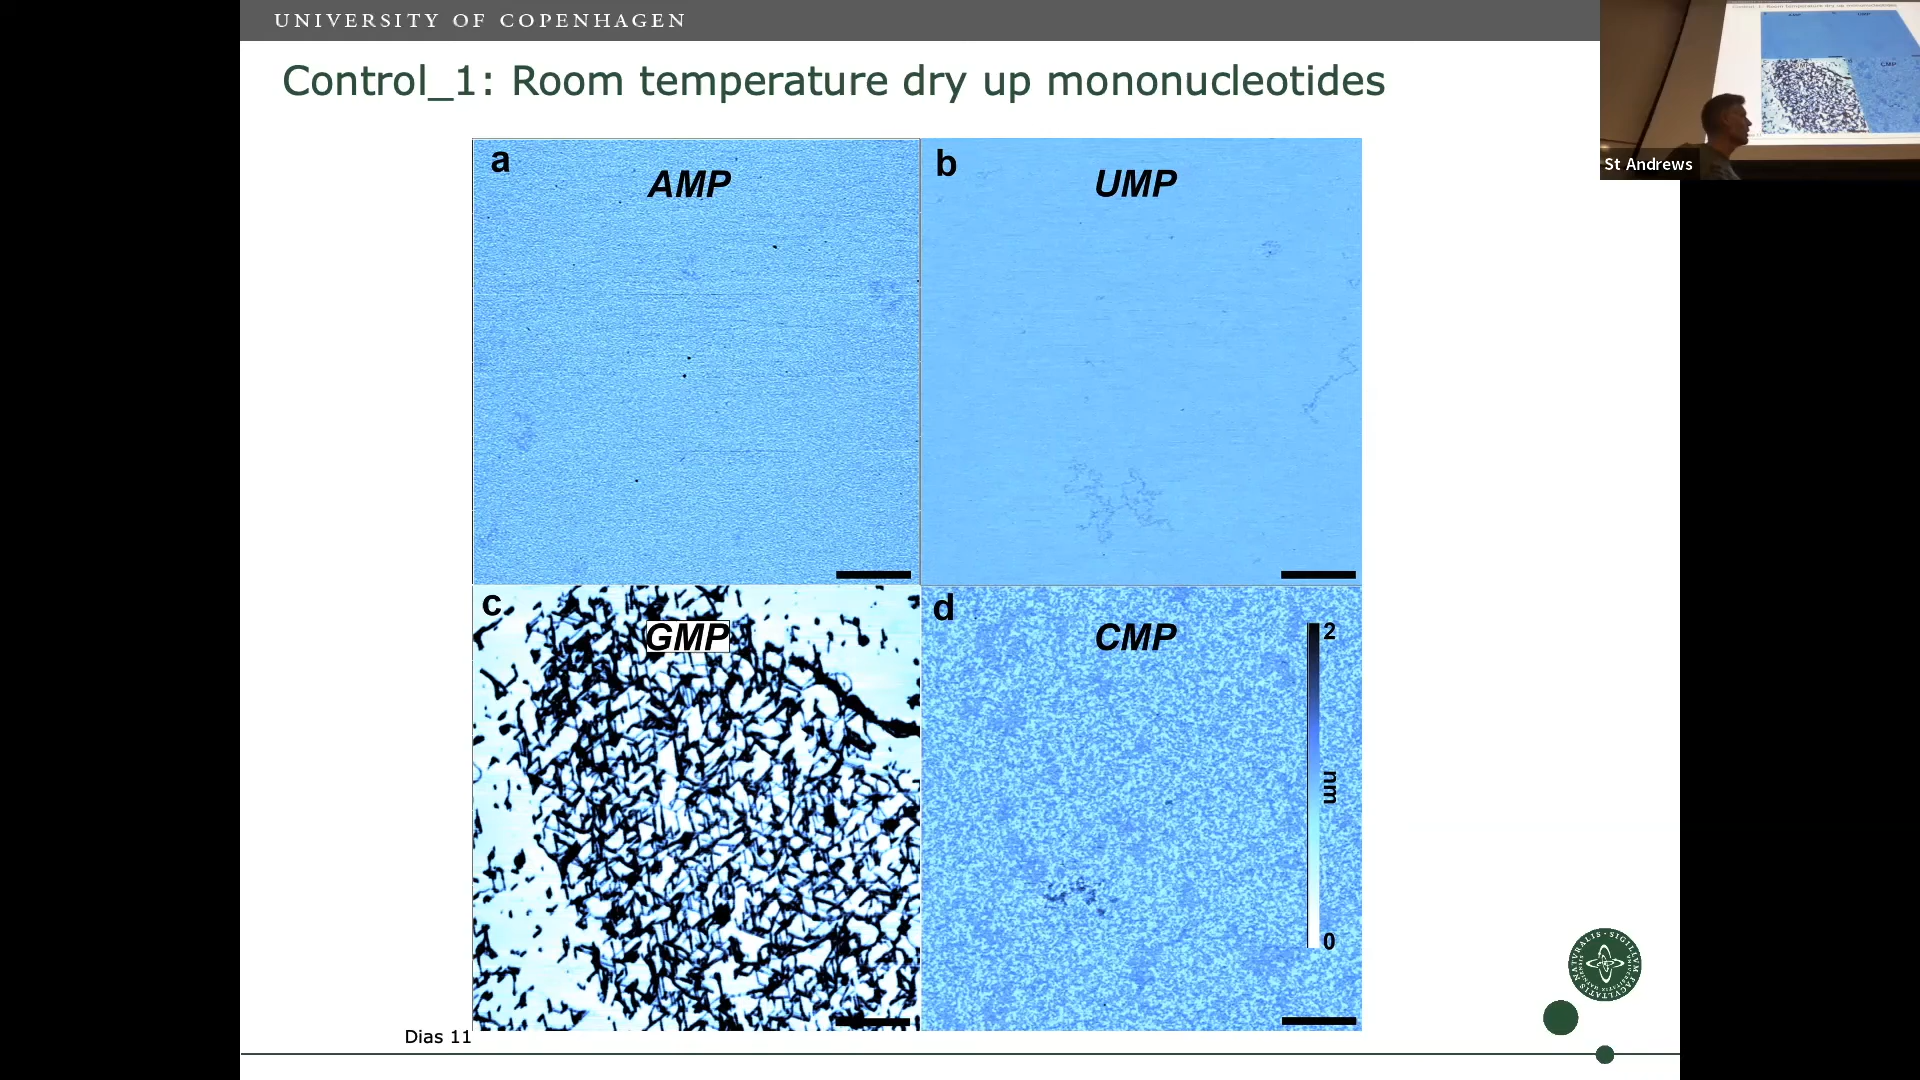 UNIVERSITY OF COPENHAGEN
Control_1: Room temperature dry up mononucleotides
St Andrews
a
AMP
b
UMP
c
GMP
d
CMP
2
nm
0
Dias 11